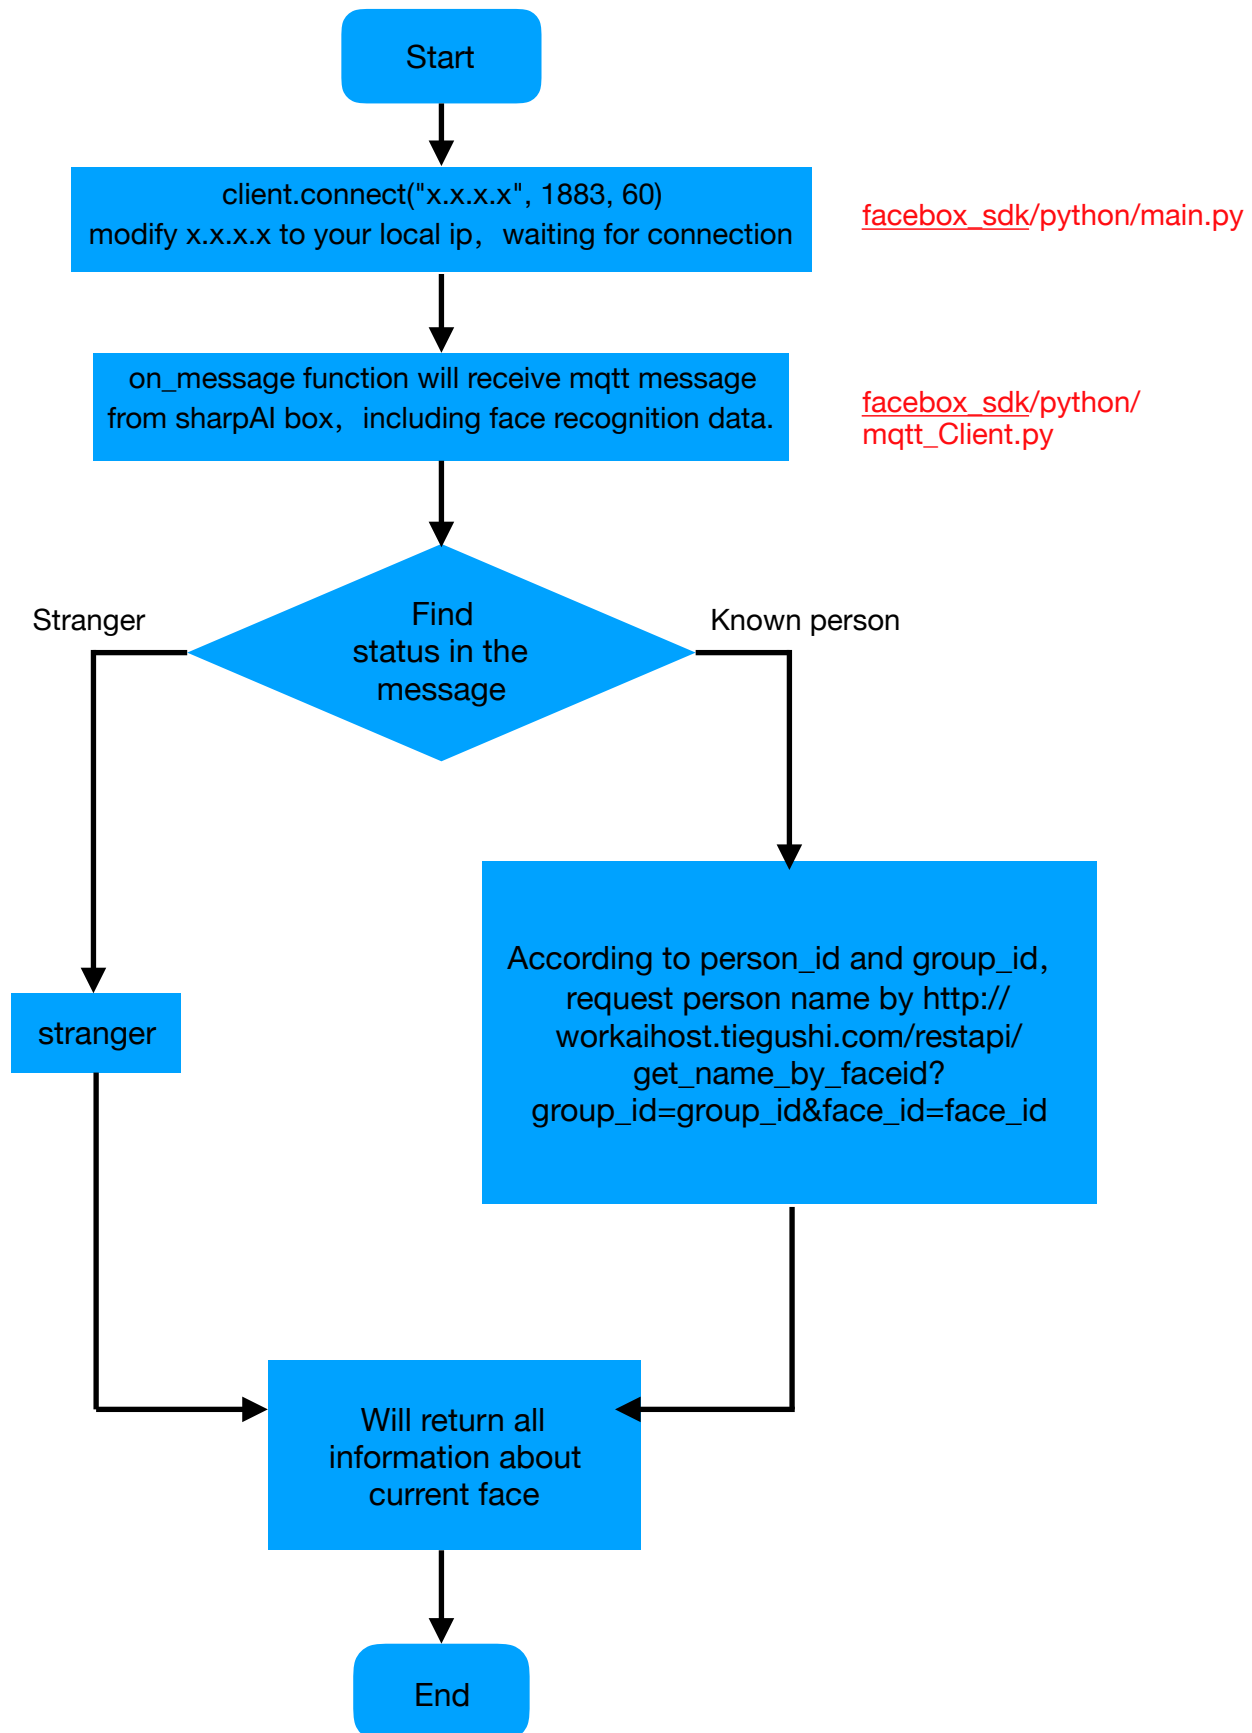 Start
client.connect("x.x.x.x", 1883, 60)
modify x.x.x.x to your local ip，waiting for connection
facebox_sdk/python/main.py
on_message function will receive mqtt message
from sharpAI box，including face recognition data.
facebox_sdk/python/
mqtt_Client.py
Find
status in the
message
Stranger
Known person
stranger
According to person_id and group_id，
request person name by http://
workaihost.tiegushi.com/restapi/
get_name_by_faceid?
group_id=group_id&face_id=face_id
Will return all
information about
current face
End